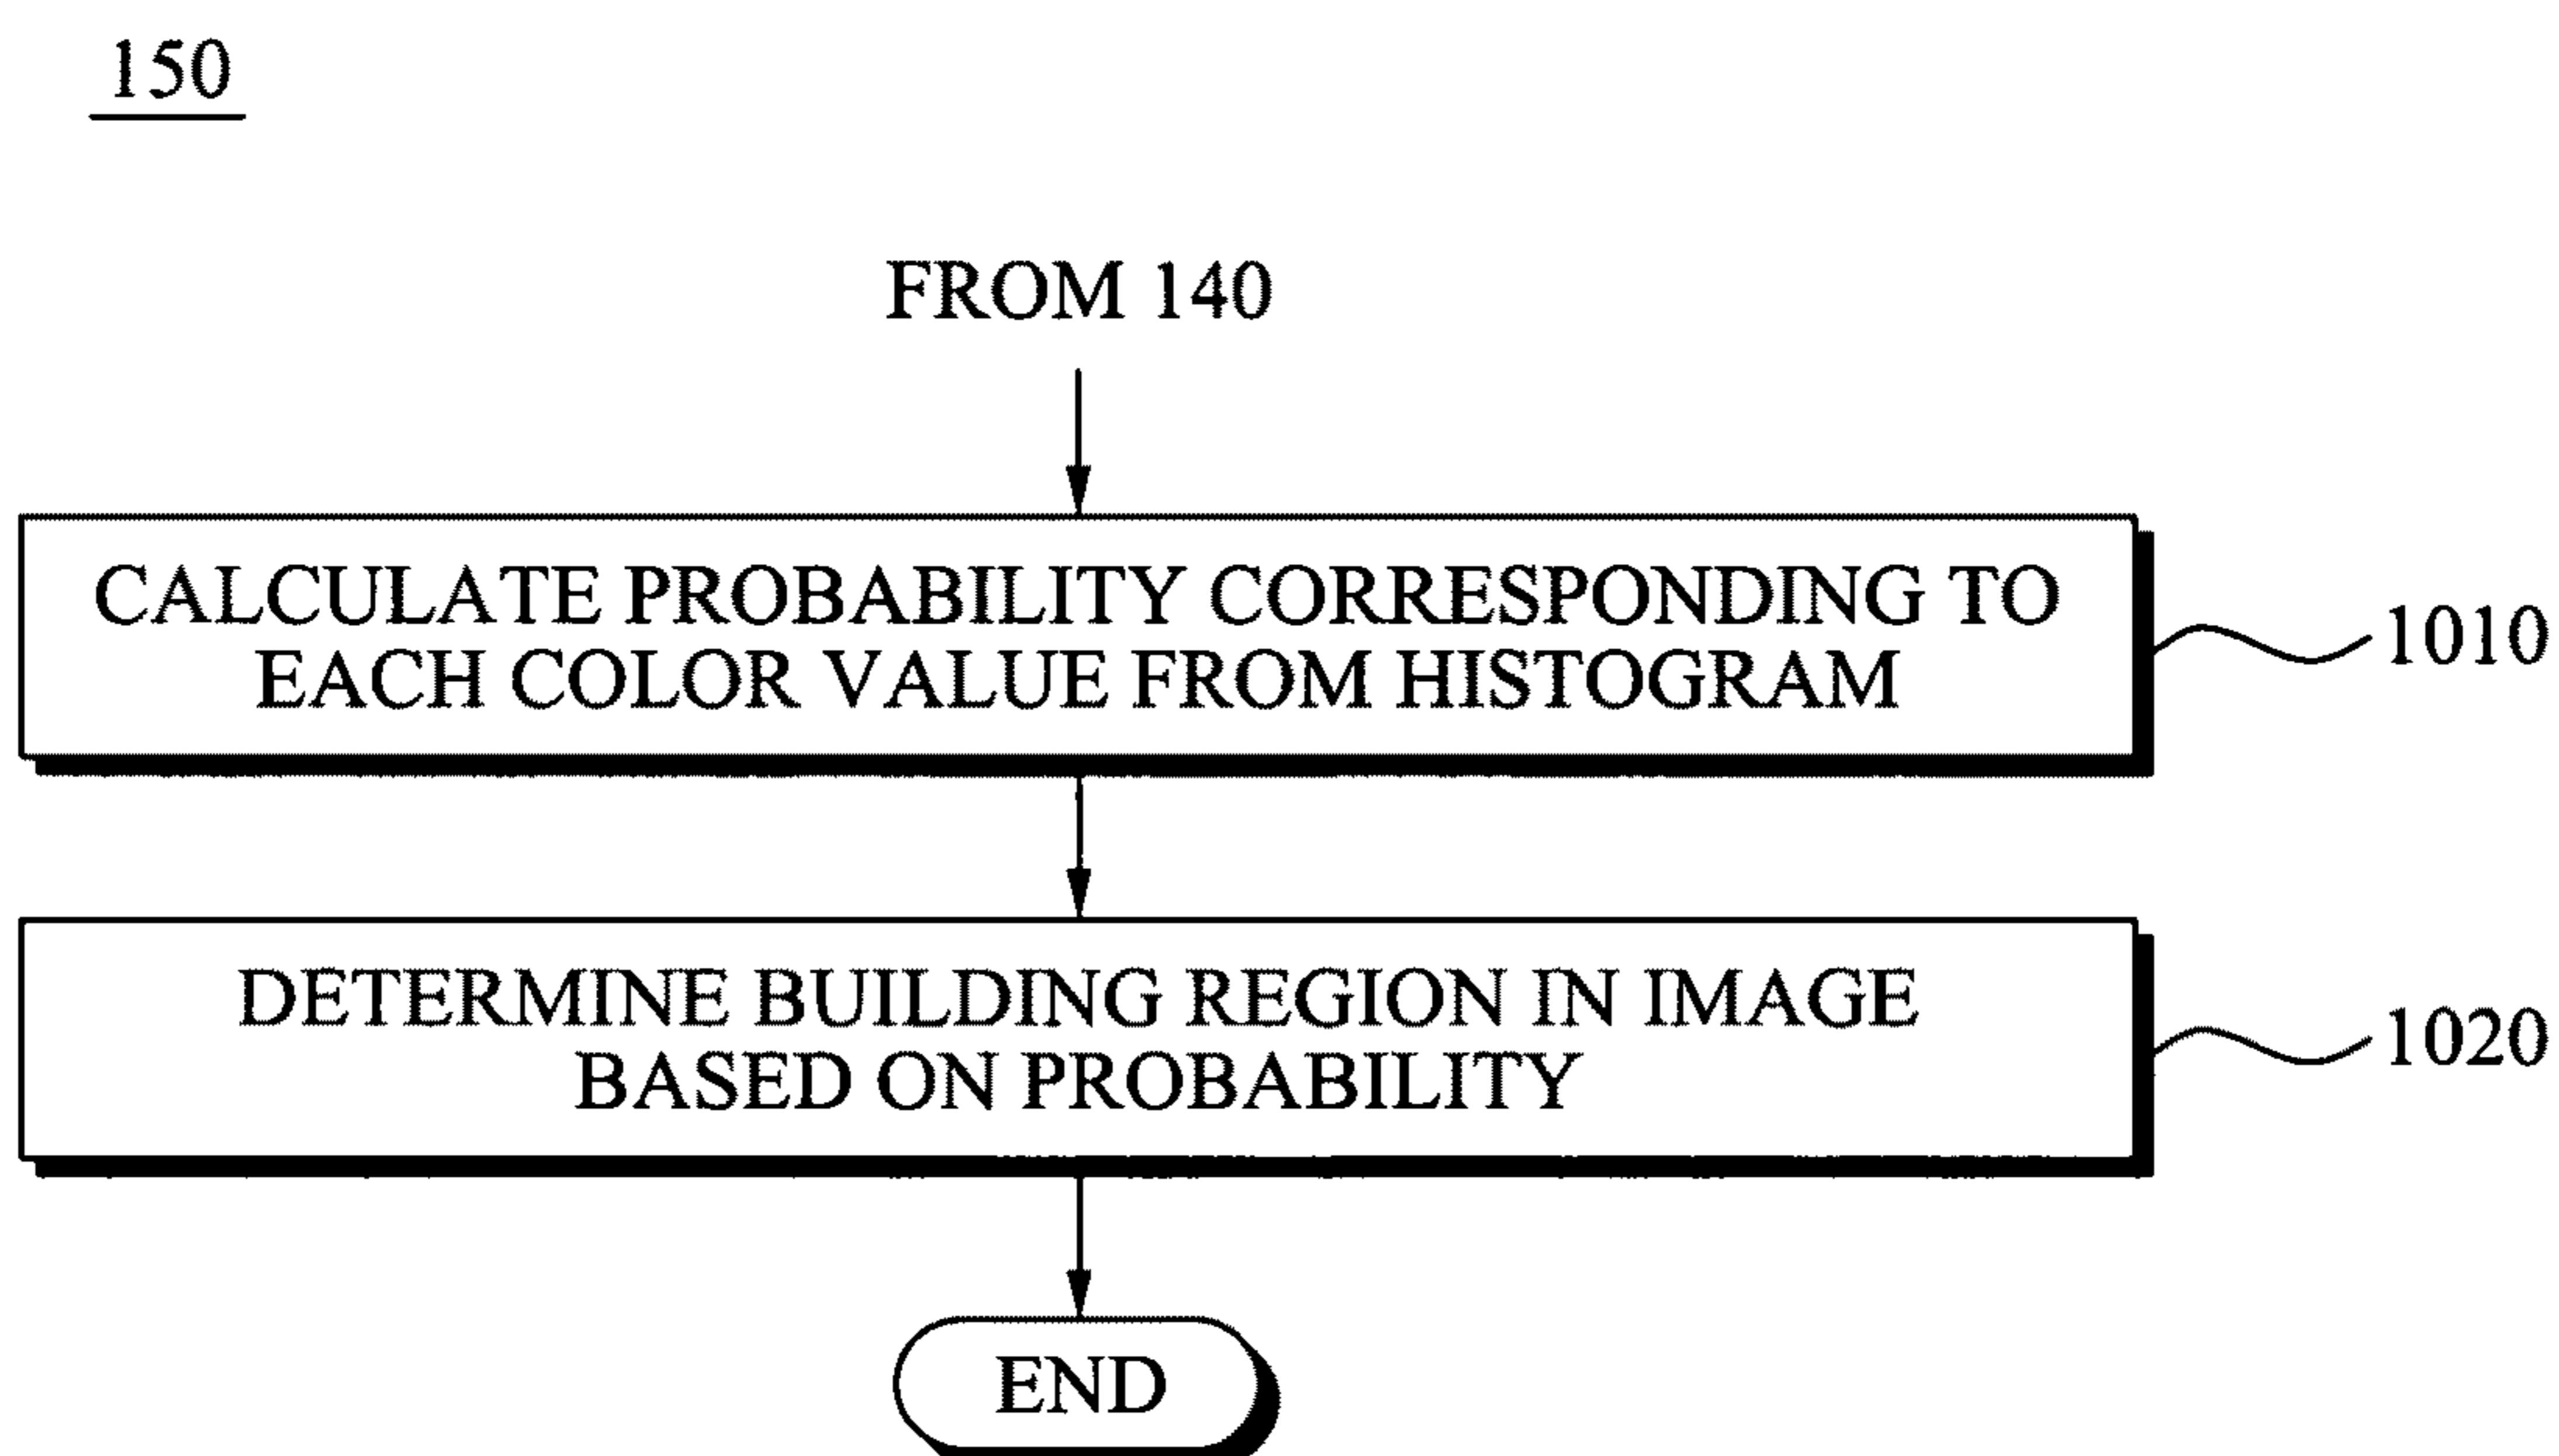 150
FROM 140
CALCULATE PROBABILITY CORRESPONDING TO
EACH COLOR VALUE FROM HISTOGRAM
1010
DETERMINE BUILDING REGION IN IMAGE
BASED ON PROBABILITY
1020
END